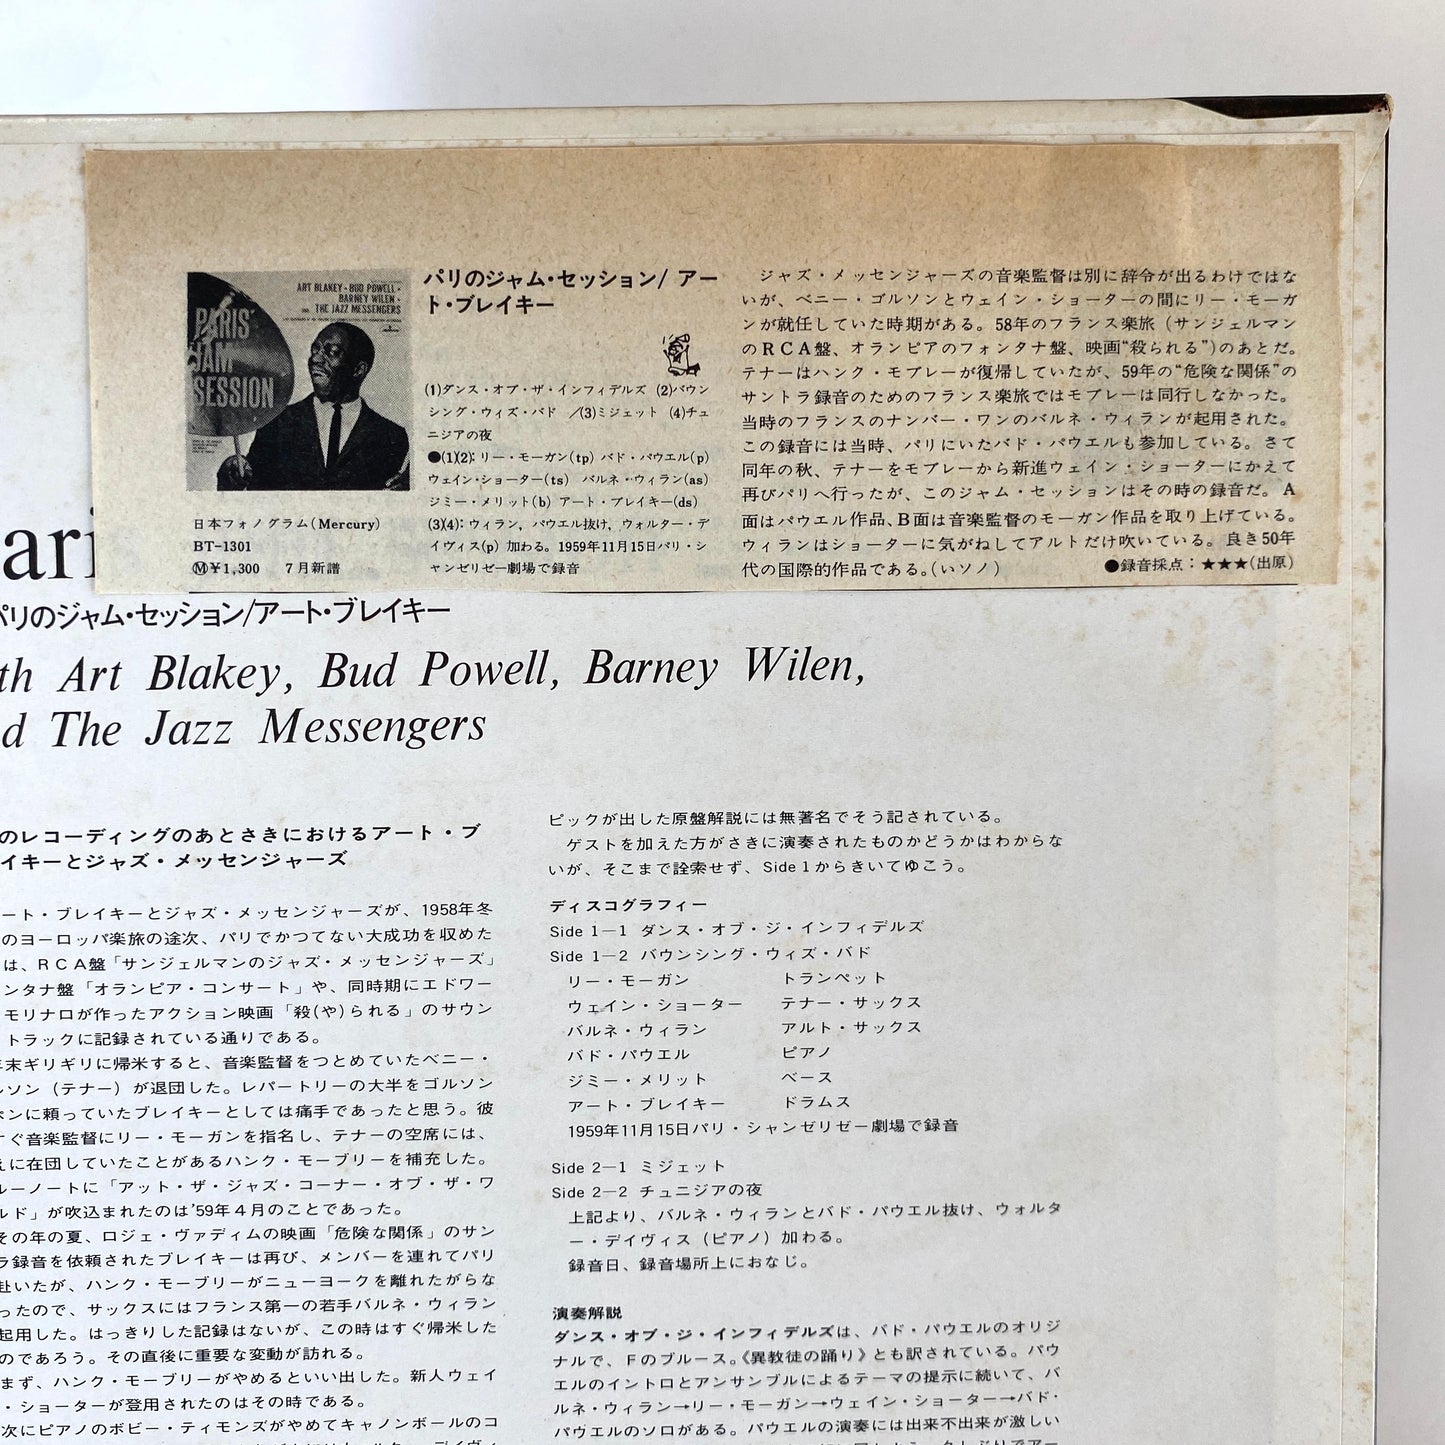 ART BLAKEY・BUD POWELL・
BARNEY WILEN・
AND THE JAZZ MESSENGERS
PARIS
JAM
SESSION
日本フォノグラム(Mercury)
BT-1301
Ⓜ¥1,300 7月新譜
パリのジャム・セッション/ アー
ト・ブレイキー
(1)ダンス・オブ・ザ・インフィデルズ (2)バウン
シング・ウィズ・バド /(3)ミジェット (4)チュ
ニジアの夜
●(1)(2): リー・モーガン(tp) バド・パウエル(p)
ウェイン・ショーター(ts) バルネ・ウィラン(as)
ジミー・メリット(b) アート・ブレイキー(ds)
(3)(4): ウィラン, パウエル抜け, ウォルター・デ
イヴィス(p) 加わる。1959年11月15日パリ・シ
ャンゼリゼー劇場で録音
ジャズ・メッセンジャーズの音楽監督は別に辞令が出るわけではな
いが、ベニー・ゴルソンとウェイン・ショーターの間にリー・モーガ
ンが就任していた時期がある。58年のフランス楽旅(サンジェルマン
のRCA盤、オランピアのフォンタナ盤、映画“殺られる”)のあとだ。
テナーはハンク・モブレーが復帰していたが、59年の“危険な関係”の
サントラ録音のためのフランス楽旅ではモブレーは同行しなかった。
当時のフランスのナンバー・ワンのバルネ・ウィランが起用された。
この録音には当時、パリにいたバド・パウエルも参加している。さて
同年の秋、テナーをモブレーから新進ウェイン・ショーターにかえて
再びパリへ行ったが、このジャム・セッションはその時の録音だ。A
面はパウエル作品、B面は音楽監督のモーガン作品を取り上げている。
ウィランはショーターに気がねしてアルトだけ吹いている。良き50年
代の国際的作品である。(いソノ) ●録音採点:★★★(出原)
ari
パリのジャム・セッション/アート・ブレイキー
th Art Blakey, Bud Powell, Barney Wilen,
d The Jazz Messengers
のレコーディングのあとさきにおけるアート・ブ
イキーとジャズ・メッセンジャーズ
ート・ブレイキーとジャズ・メッセンジャーズが、1958年冬
のヨーロッパ楽旅の途次、パリでかつてない大成功を収めた
は、RCA盤「サンジェルマンのジャズ・メッセンジャーズ」
ンタナ盤「オランピア・コンサート」や、同時期にエドワー
モリナロが作ったアクション映画「殺(や)られる」のサウン
トラックに記録されている通りである。
年末ギリギリに帰米すると、音楽監督をつとめていたベニー・
ルソン(テナー)が退団した。レパートリーの大半をゴルソン
ホンに頼っていたブレイキーとしては痛手であったと思う。彼
すぐ音楽監督にリー・モーガンを指名し、テナーの空席には、
えに在団していたことがあるハンク・モーブリーを補充した。
ルーノートに「アット・ザ・ジャズ・コーナー・オブ・ザ・ワ
ルド」が吹込まれたのは'59年4月のことであった。
その年の夏、ロジェ・ヴァディムの映画「危険な関係」のサン
ラ録音を依頼されたブレイキーは再び、メンバーを連れてパリ
赴いたが、ハンク・モーブリーがニューヨークを離れたがらな
ったので、サックスにはフランス第一の若手バルネ・ウィラン
起用した。はっきりした記録はないが、この時はすぐ帰米した
のであろう。その直後に重要な変動が訪れる。
まず、ハンク・モーブリーがやめるといい出した。新人ウェイ
・ショーターが登用されたのはその時である。
次にピアノのボビー・ティモンズがやめてキャノンボールのコ
ピックが出した原盤解説には無著名でそう記されている。
ゲストを加えた方がさきに演奏されたものかどうかはわからな
いが、そこまで詮索せず、Side 1からきいてゆこう。
ディスコグラフィー
Side 1—1 ダンス・オブ・ジ・インフィデルズ
Side 1—2 バウンシング・ウィズ・バド
リー・モーガン トランペット
ウェイン・ショーター テナー・サックス
バルネ・ウィラン アルト・サックス
バド・パウエル ピアノ
ジミー・メリット ベース
アート・ブレイキー ドラムス
1959年11月15日パリ・シャンゼリゼー劇場で録音
Side 2—1 ミジェット
Side 2—2 チュニジアの夜
上記より、バルネ・ウィランとバド・パウエル抜け、ウォルタ
ー・デイヴィス(ピアノ)加わる。
録音日、録音場所上におなじ。
演奏解説
ダンス・オブ・ジ・インフィデルズは、バド・パウエルのオリジ
ナルで、Fのブルース。《異教徒の踊り》とも訳されている。パウ
エルのイントロとアンサンブルによるテーマの提示に続いて、バ
ルネ・ウィラン→リー・モーガン→ウェイン・ショーター→バド・
パウエルのソロがある。パウエルの演奏には出来不出来が激しい